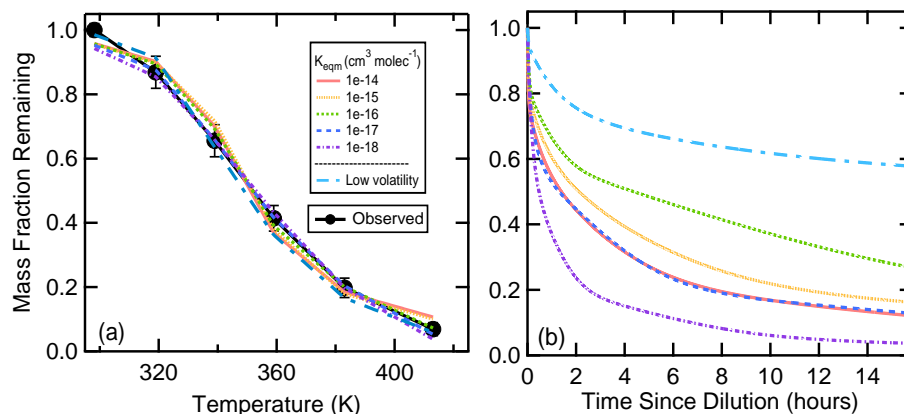 1.0
0.8
0.6
0.4
0.2
0.0
Mass Fraction Remaining
320
360
400
Temperature (K)
(a)
K_eqm (cm³ molec⁻¹)
1e-14
1e-15
1e-16
1e-17
1e-18
Low volatility
Observed
1.0
0.8
0.6
0.4
0.2
0.0
(b)
0 2 4 6 8 10 12 14
Time Since Dilution (hours)